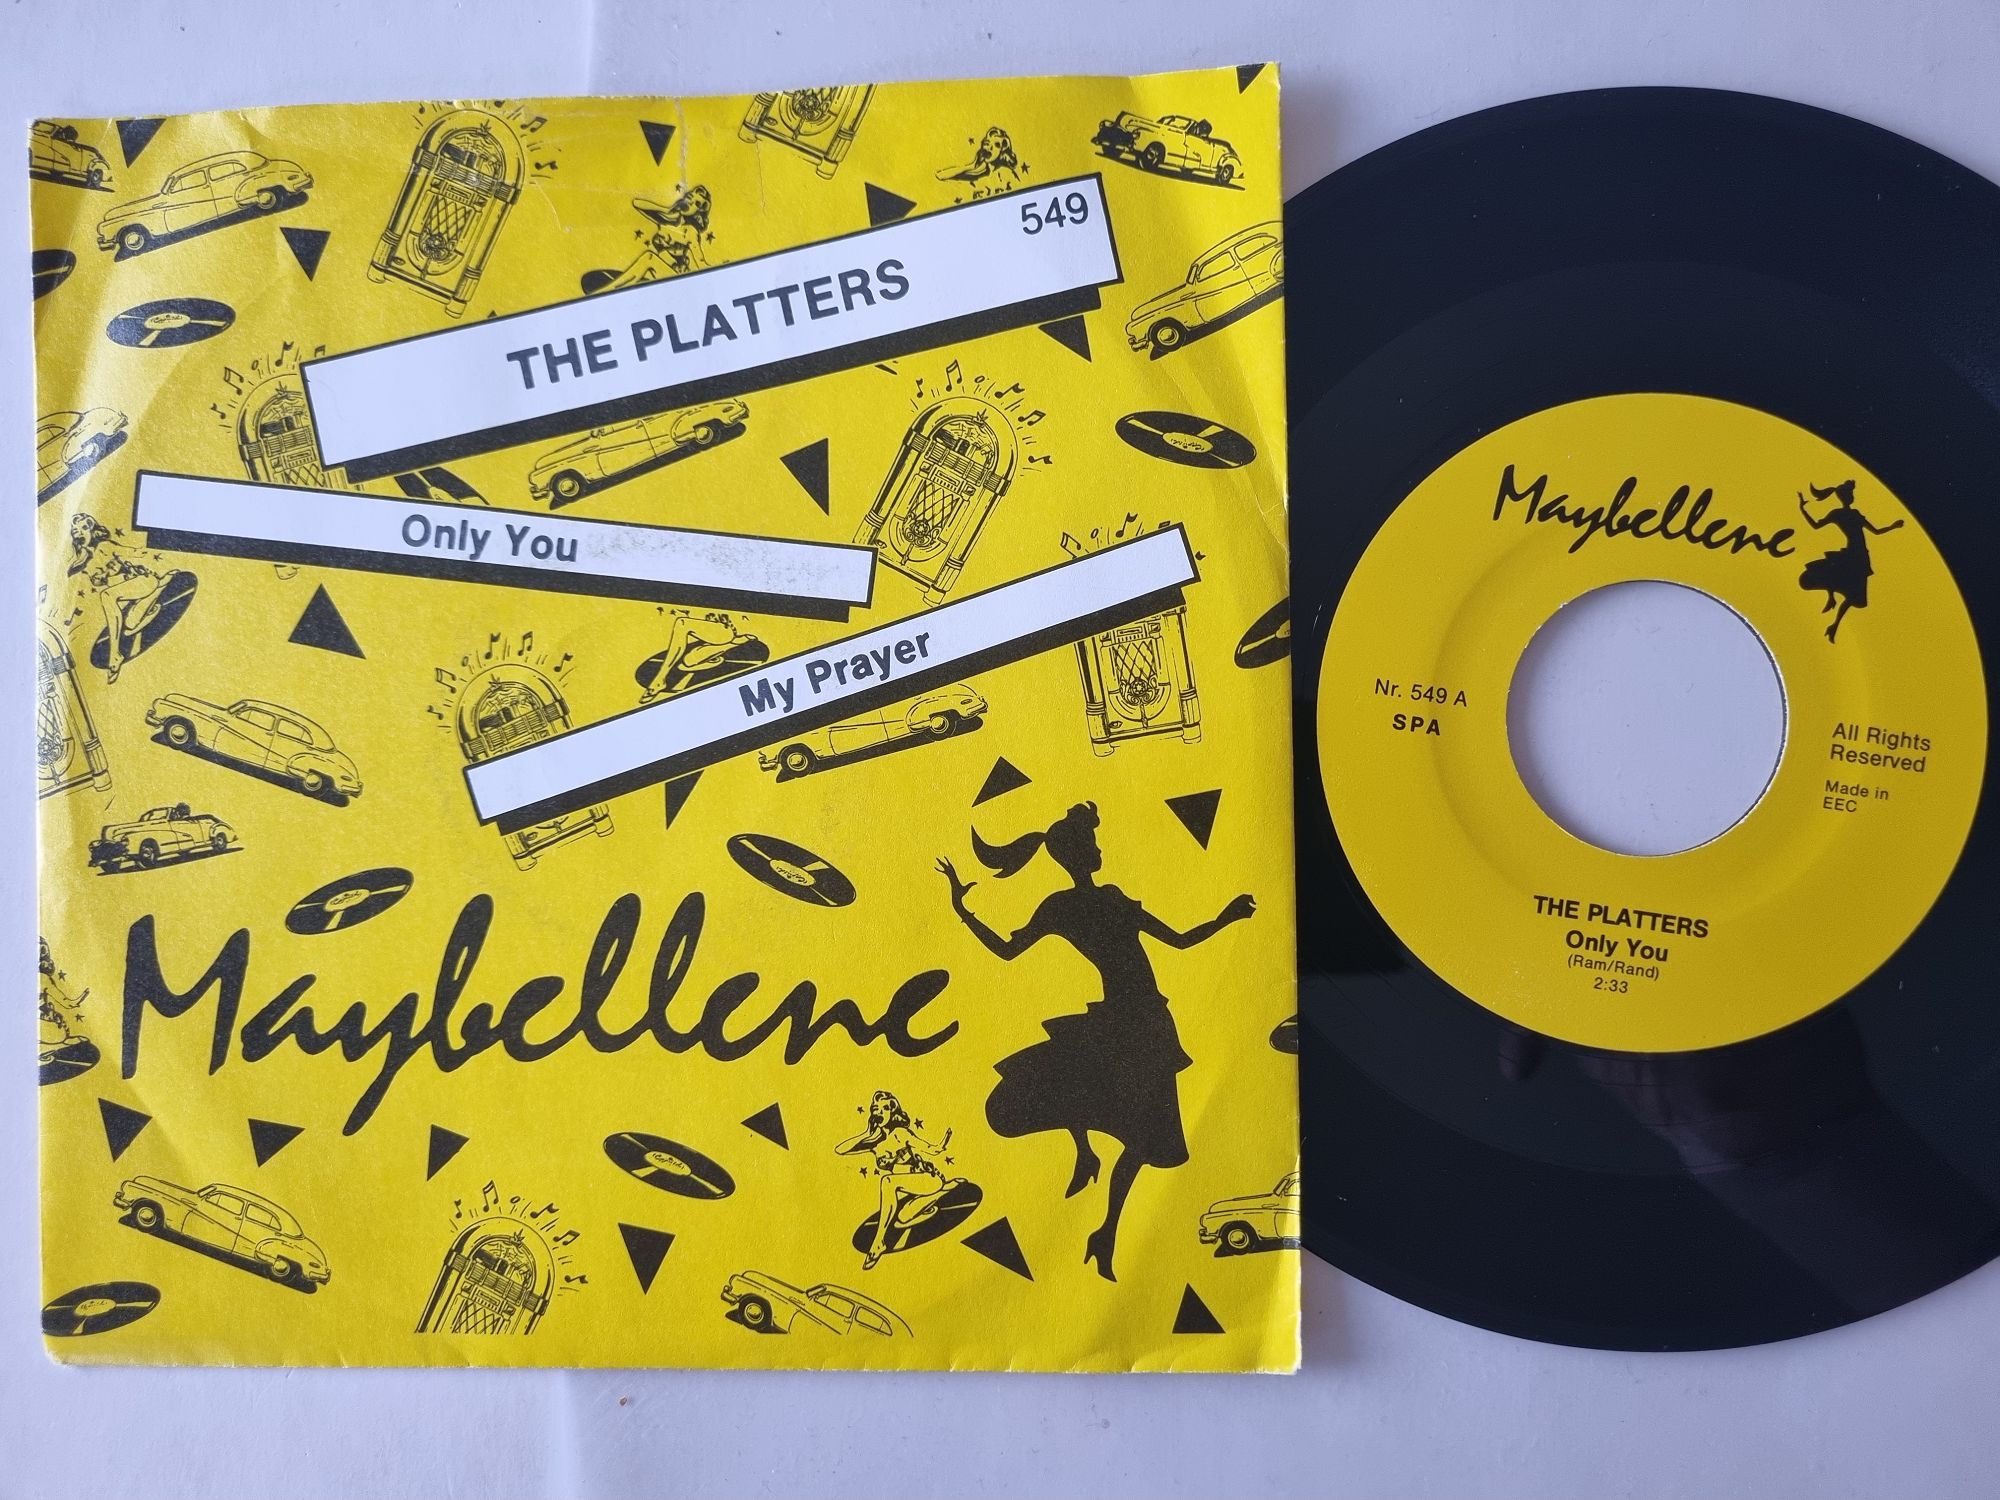 549
THE PLATTERS
Only You
My Prayer
Maybellene
Maybellene
Nr. 549 A
SPA
All Rights
Reserved
Made in
EEC
THE PLATTERS
Only You
(Ram/Rand)
2:33